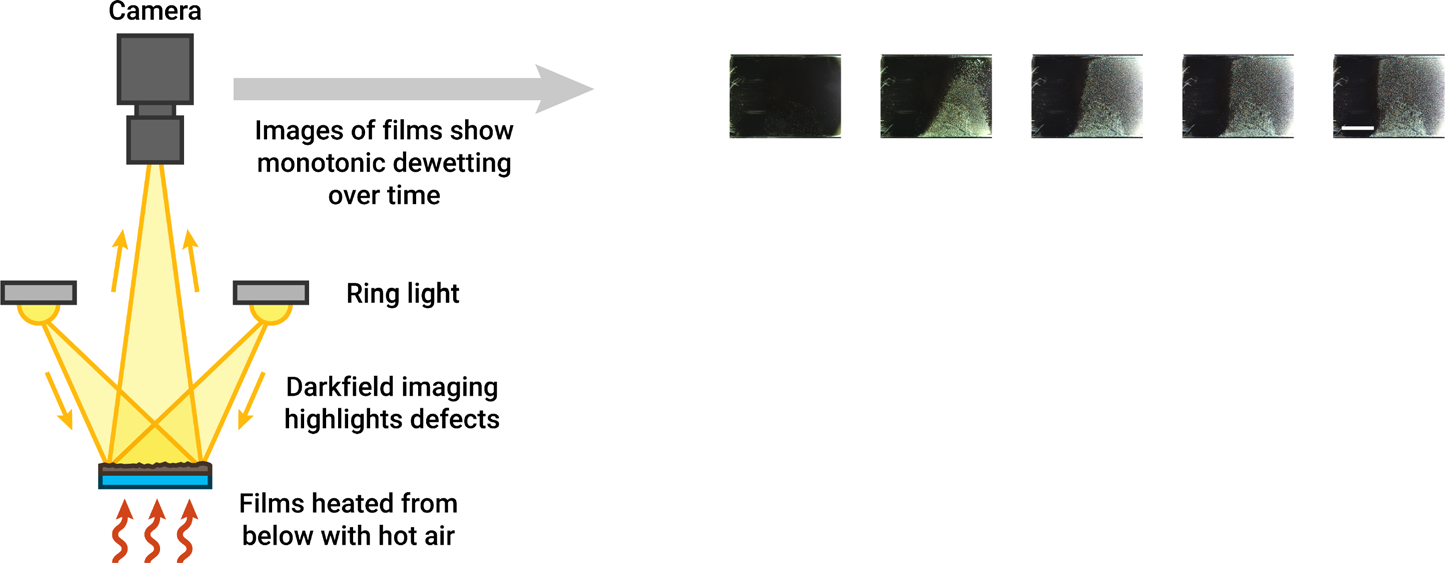 Camera
Images of films show
monotonic dewetting
over time
Ring light
Darkfield imaging
highlights defects
Films heated from
below with hot air